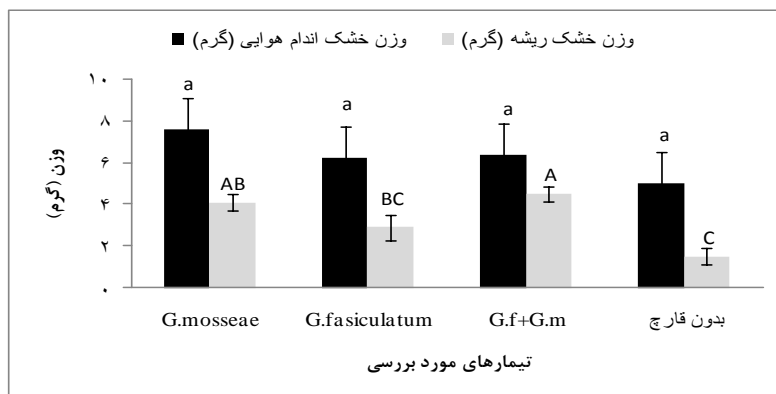 وزن خشک اندام هوایی (گرم) وزن خشک ریشه (گرم)
وزن (گرم)
۱۰
۸
۶
۴
۲
۰
a
AB
a
BC
a
A
a
C
G.mosseae G.fasiculatum G.f+G.m بدون قارچ
تیمارهای مورد بررسی